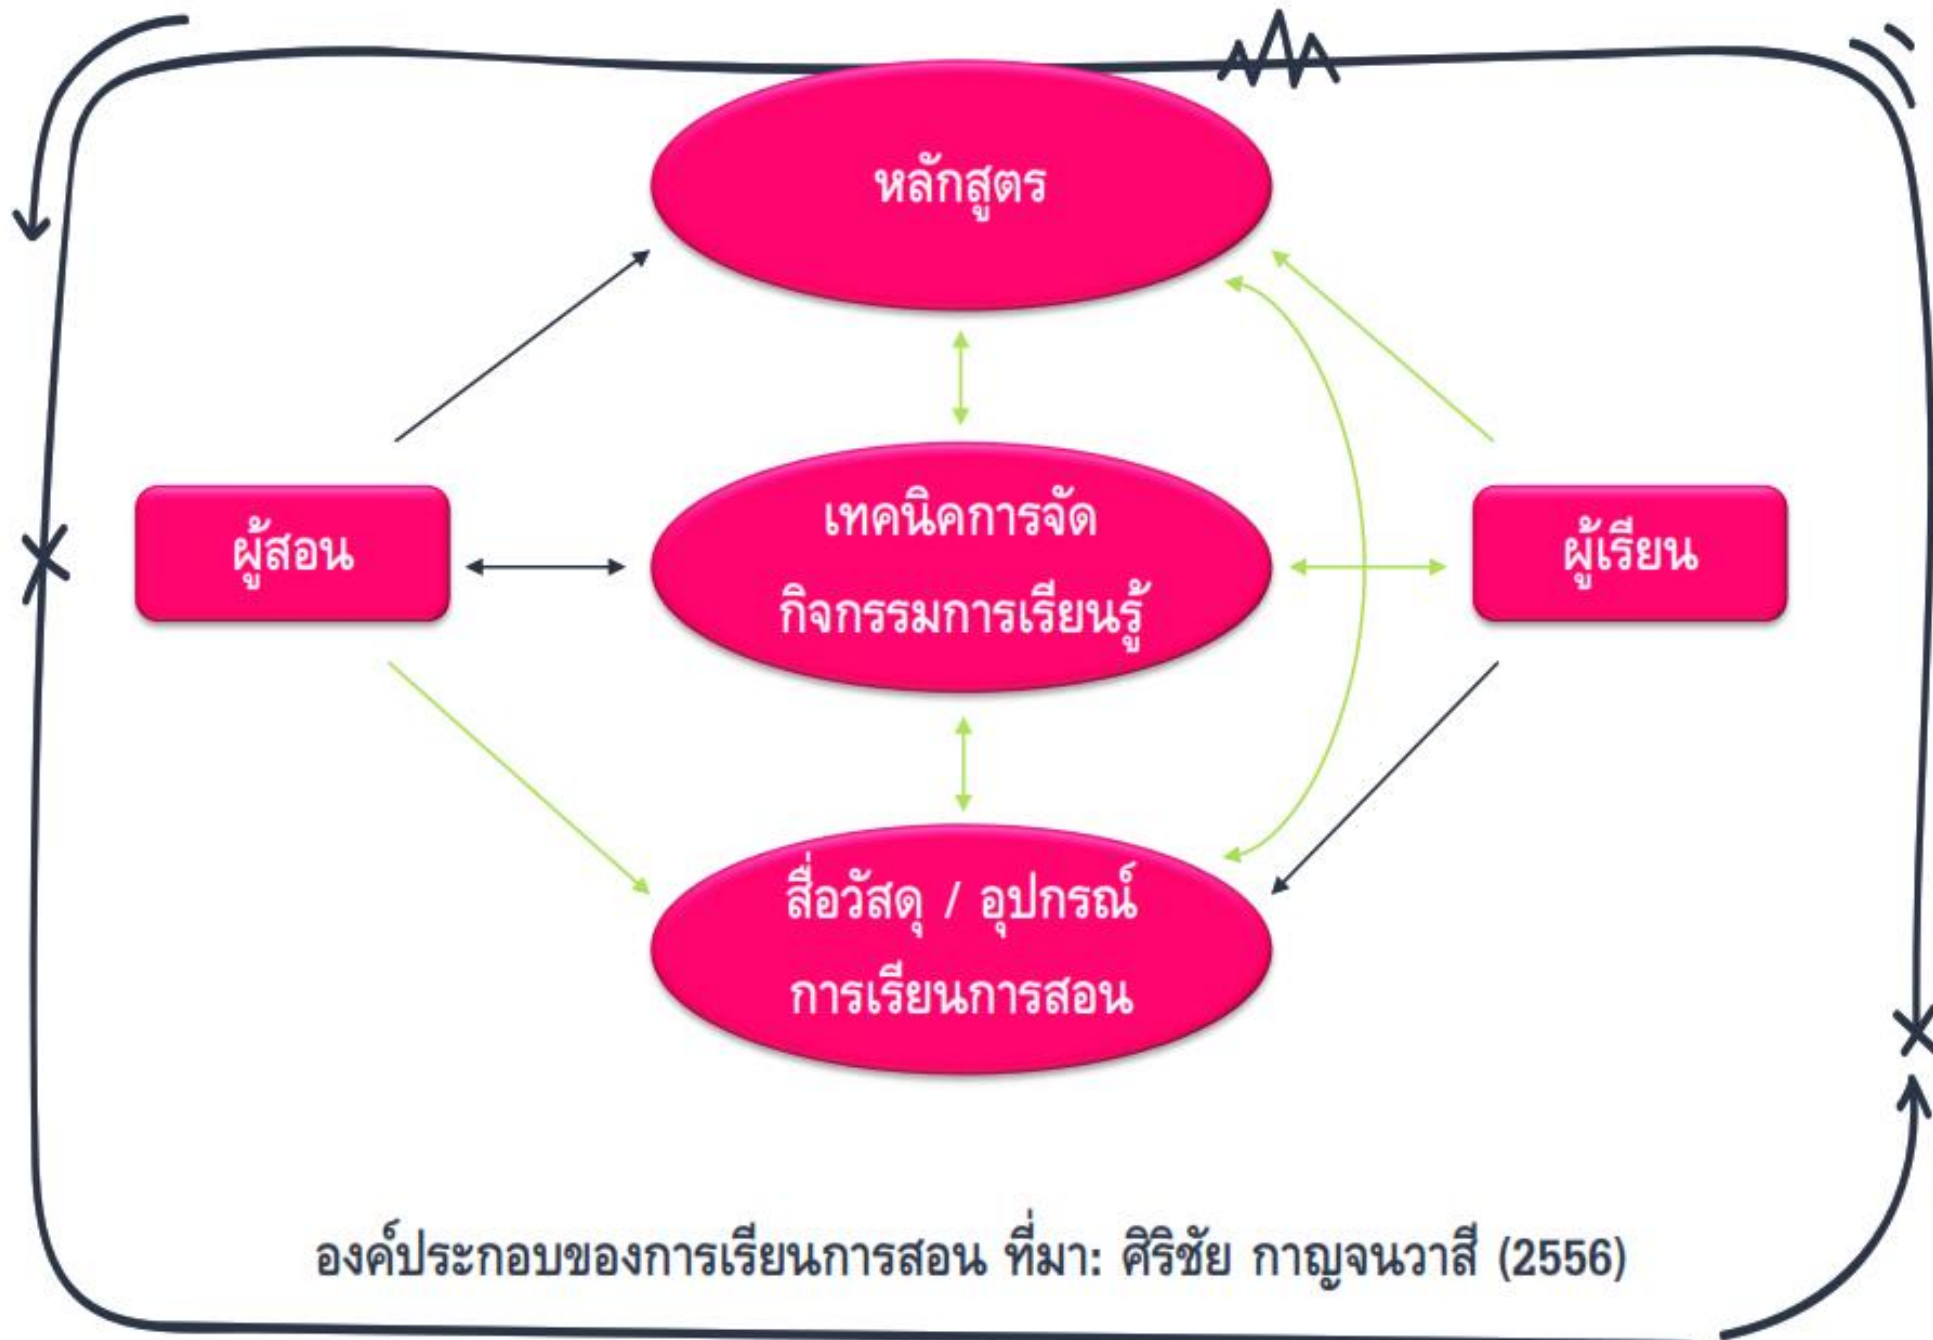 หลักสูตร
ผู้สอน
เทคนิคการจัด
กิจกรรมการเรียนรู้
ผู้เรียน
สื่อวัสดุ / อุปกรณ์
การเรียนการสอน
องค์ประกอบของการเรียนการสอน ที่มา: ศิริชัย กาญจนวาสี (2556)